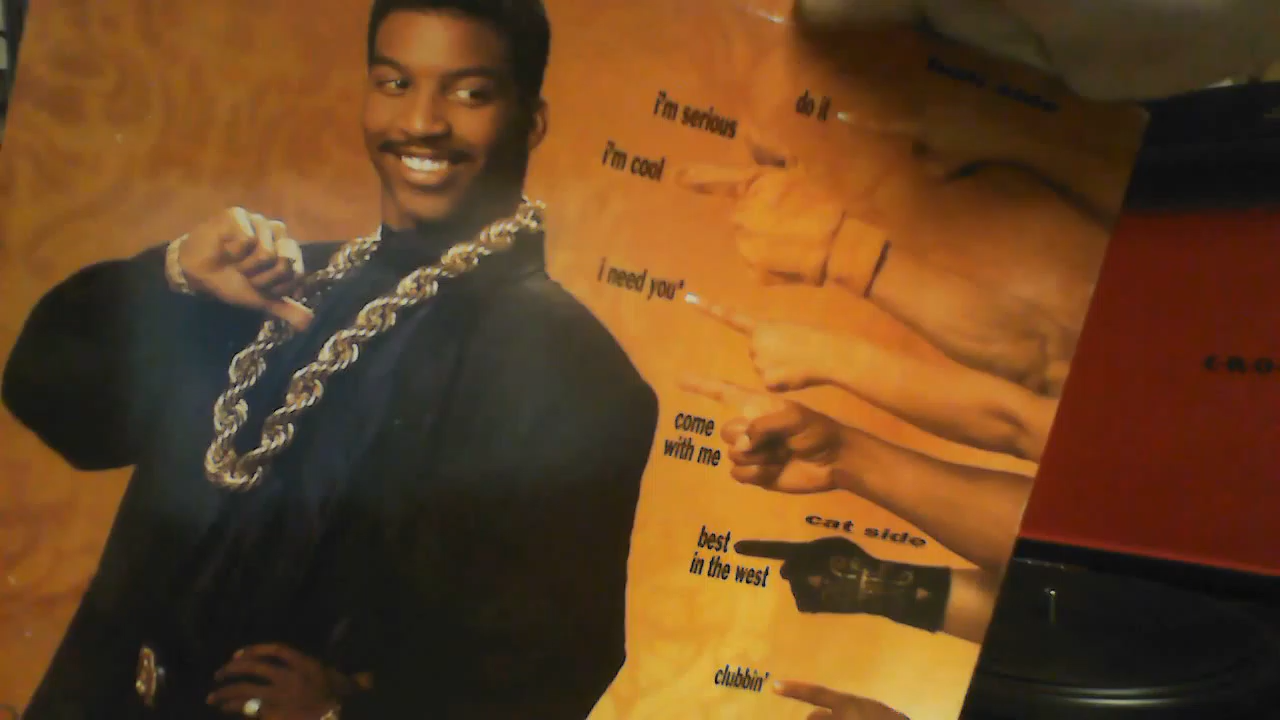 do it
i'm serious
i'm cool
i need you*
come
with me
cat side
best
in the west
clubbin'
C·R·O